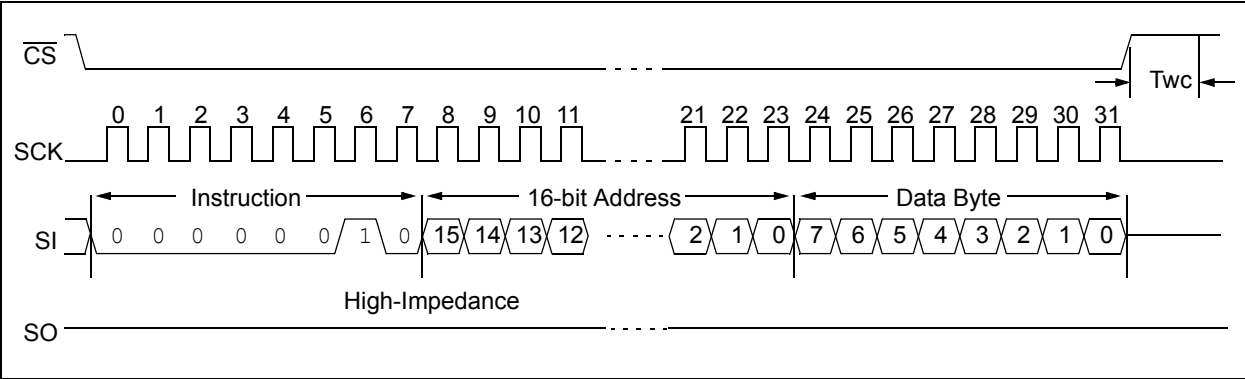 CS
Twc
0 1 2 3 4 5 6 7 8 9 10 11 21 22 23 24 25 26 27 28 29 30 31
SCK
Instruction 16-bit Address Data Byte
SI 0 0 0 0 0 0 1 0 15 14 13 12 2 1 0 7 6 5 4 3 2 1 0
High-Impedance
SO